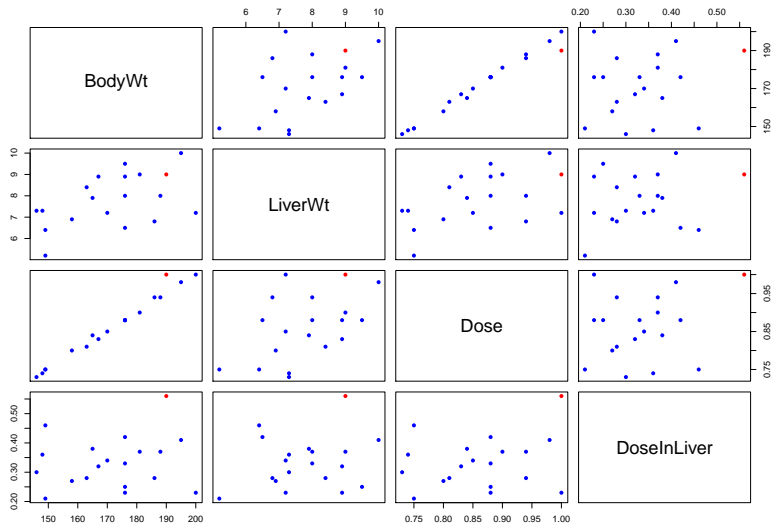 5 6 7 8 9 10
0.20 0.30 0.40 0.50
BodyWt
150 170 190
6 7 8 9 10
LiverWt
Dose
0.75 0.85 0.95
0.20 0.30 0.40 0.50
DoseInLiver
150 160 170 180 190 200
0.75 0.80 0.85 0.90 0.95 1.00